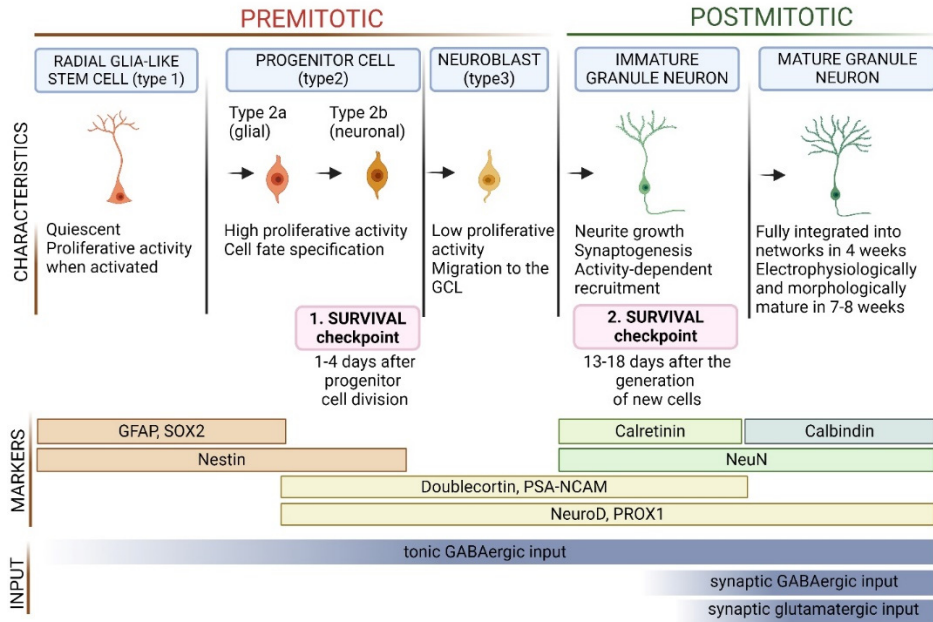 PREMITOTIC
POSTMITOTIC
RADIAL GLIA-LIKE
STEM CELL (type 1)
PROGENITOR CELL
(type2)
NEUROBLAST
(type3)
IMMATURE
GRANULE NEURON
MATURE GRANULE
NEURON
CHARACTERISTICS
Type 2a
(glial)
Type 2b
(neuronal)
Quiescent
Proliferative activity
when activated
High proliferative activity
Cell fate specification
Low proliferative
activity
Migration to the
GCL
Neurite growth
Synaptogenesis
Activity-dependent
recruitment
Fully integrated into
networks in 4 weeks
Electrophysiologically
and morphologically
mature in 7-8 weeks
1. SURVIVAL
checkpoint
1-4 days after
progenitor
cell division
2. SURVIVAL
checkpoint
13-18 days after the
generation
of new cells
MARKERS
GFAP, SOX2
Calretinin
Calbindin
Nestin
NeuN
Doublecortin, PSA-NCAM
NeuroD, PROX1
INPUT
tonic GABAergic input
synaptic GABAergic input
synaptic glutamatergic input